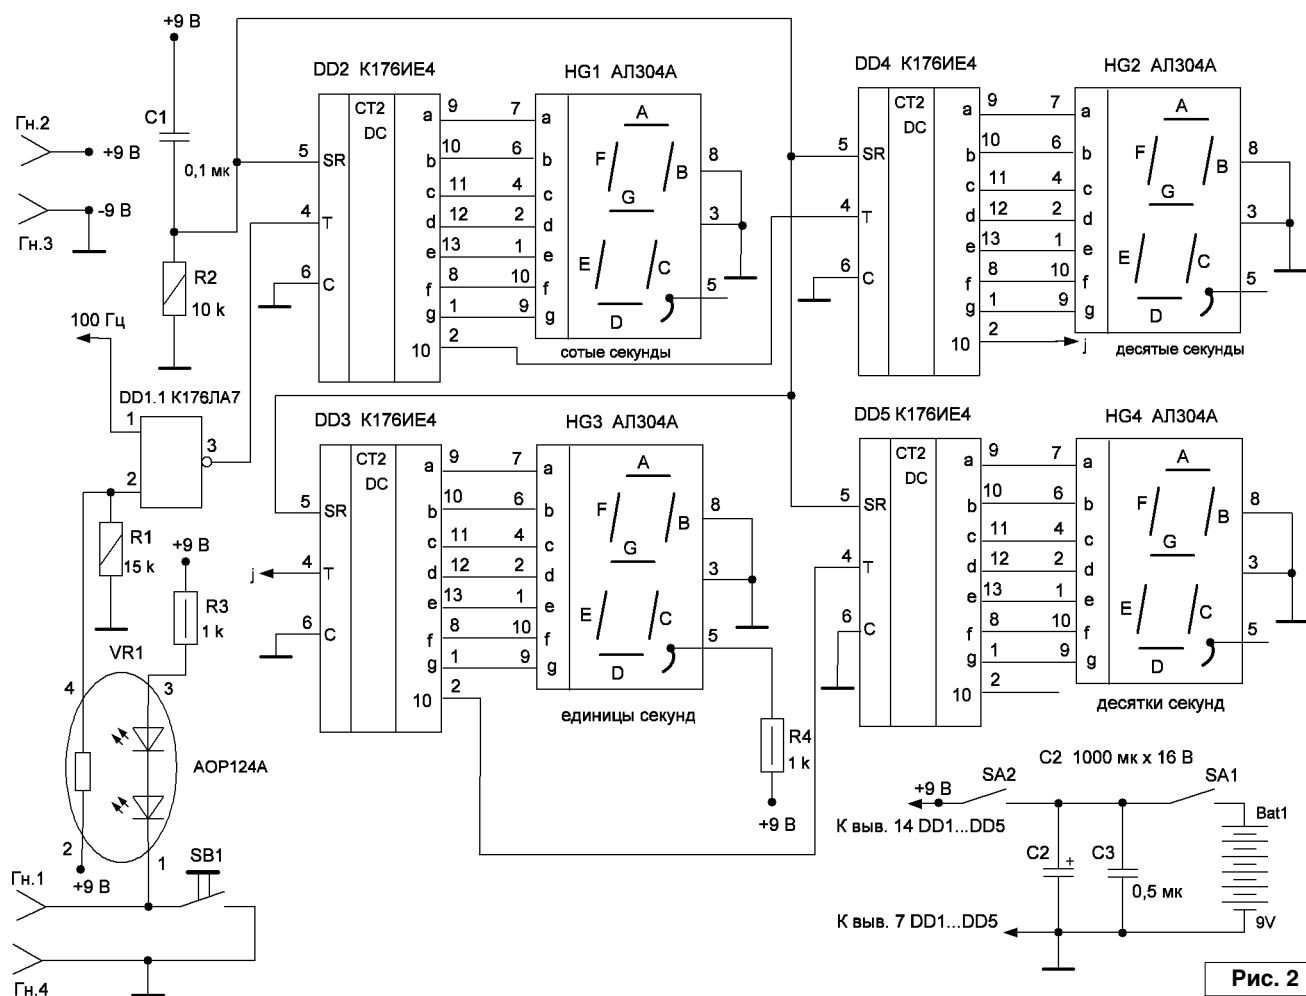 +9 В
C1
0,1 мк
Гн.2
+9 В
-9 В
Гн.3
R2
10 k
100 Гц
DD1.1 К176ЛА7
1
2
3
R1
15 k
+9 В
R3
1 k
VR1
4
3
АОР124А
2
1
+9 В
SB1
Гн.1
Гн.4
DD2 К176ИЕ4
CT2
DC
5
SR
4
T
6
C
a
b
c
d
e
f
g
10
9
10
11
12
13
8
1
2
7
6
4
2
1
10
9
HG1 АЛ304А
a
b
c
d
e
f
g
A
F
B
G
E
C
D
8
3
5
сотые секунды
DD4 К176ИЕ4
CT2
DC
5
SR
4
T
6
C
a
b
c
d
e
f
g
10
9
10
11
12
13
8
1
2
j
7
6
4
2
1
10
9
HG2 АЛ304А
a
b
c
d
e
f
g
A
F
B
G
E
C
D
8
3
5
десятые секунды
DD3 К176ИЕ4
CT2
DC
5
SR
j
4
T
6
C
a
b
c
d
e
f
g
10
9
10
11
12
13
8
1
2
7
6
4
2
1
10
9
HG3 АЛ304А
a
b
c
d
e
f
g
A
F
B
G
E
C
D
8
3
5
единицы секунд
R4
1 k
+9 В
DD5 К176ИЕ4
CT2
DC
5
SR
4
T
6
C
a
b
c
d
e
f
g
10
9
10
11
12
13
8
1
2
7
6
4
2
1
10
9
HG4 АЛ304А
a
b
c
d
e
f
g
A
F
B
G
E
C
D
8
3
5
десятки секунд
C2 1000 мк x 16 В
+9 В
SA2
SA1
К выв. 14 DD1...DD5
Bat1
C2
+
C3
0,5 мк
К выв. 7 DD1...DD5
9V
Рис. 2